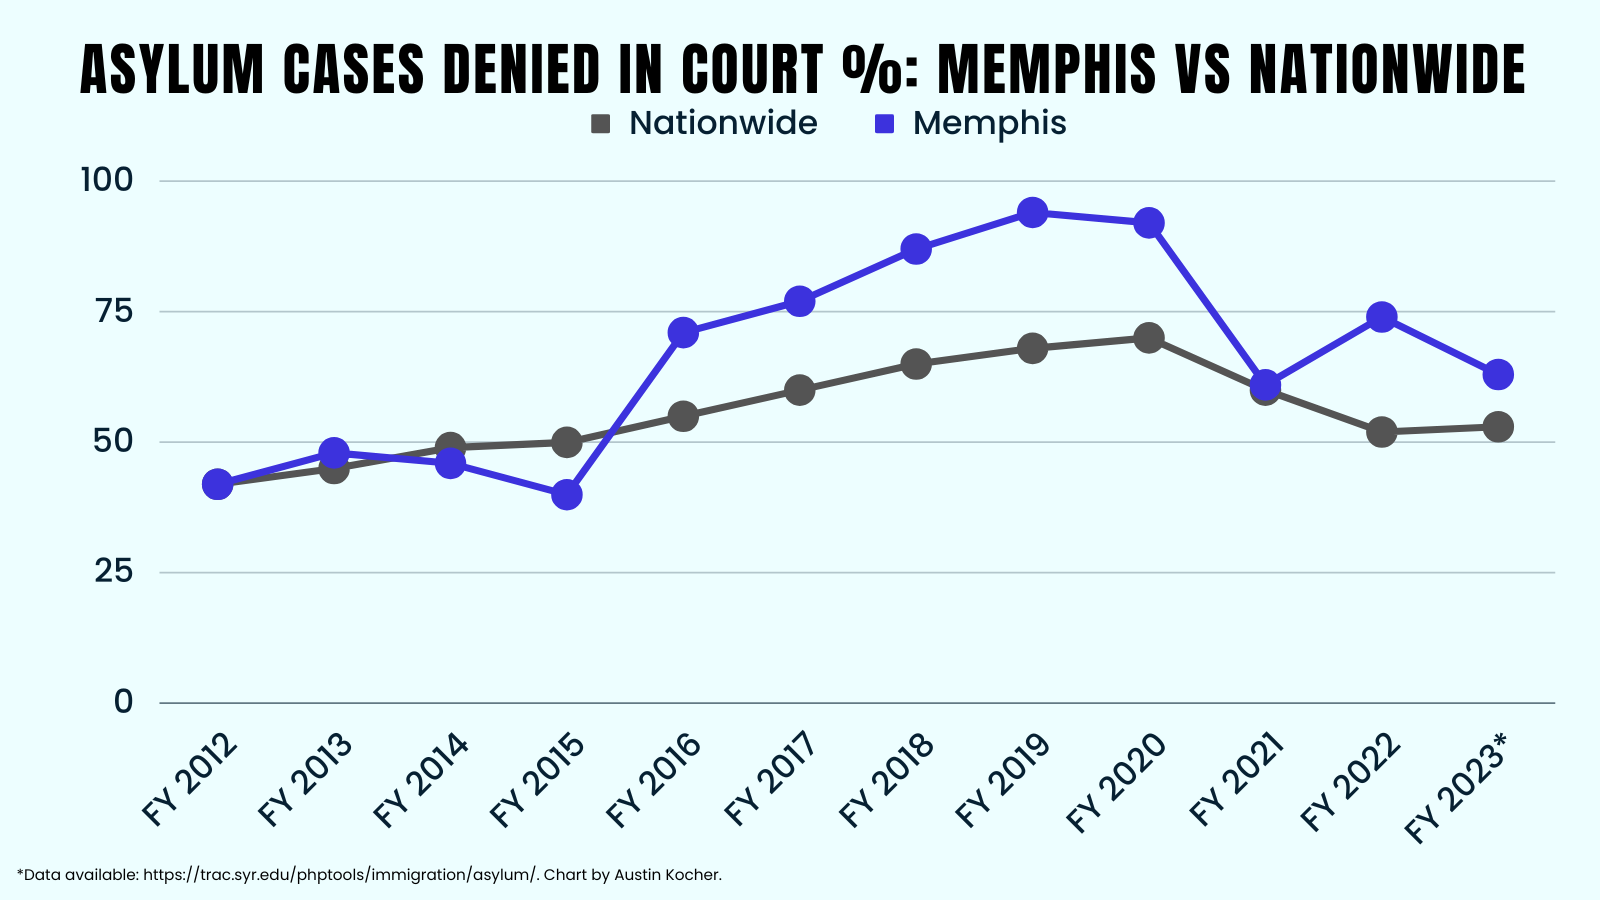 ASYLUM CASES DENIED IN COURT %: MEMPHIS VS NATIONWIDE
Nationwide Memphis
100
75
50
25
0
FY 2012 FY 2013 FY 2014 FY 2015 FY 2016 FY 2017 FY 2018 FY 2019 FY 2020 FY 2021 FY 2022 FY 2023*
*Data available: https://trac.syr.edu/phptools/immigration/asylum/. Chart by Austin Kocher.